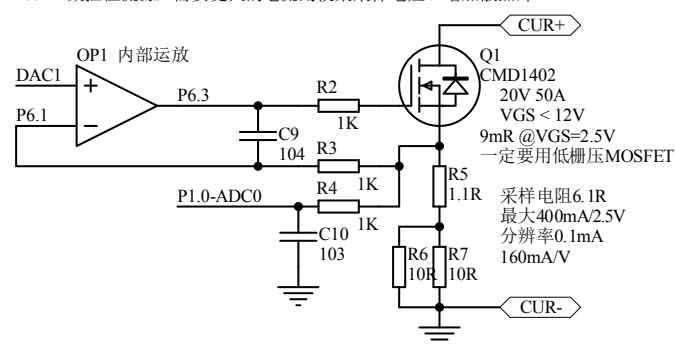 CUR+
OP1 内部运放
Q1
CMD1402
20V 50A
VGS < 12V
9mR @VGS=2.5V
一定要用低栅压MOSFET
DAC1
P6.3
R2
1K
P6.1
C9
104
R3
1K
R4
1K
P1.0-ADC0
R5
1.1R
采样电阻6.1R
最大400mA/2.5V
分辨率0.1mA
160mA/V
C10
103
R6
10R
R7
10R
CUR-